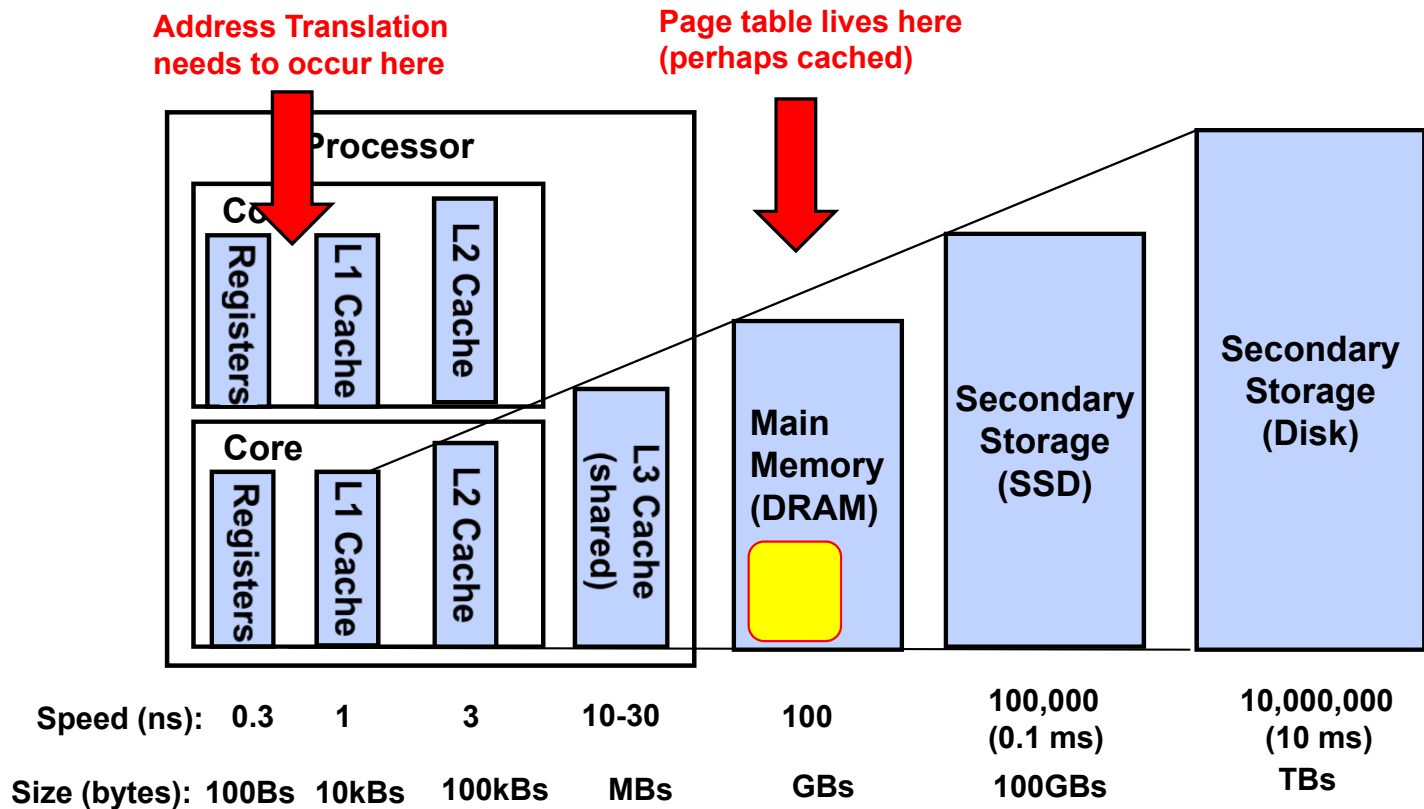 Address Translation
needs to occur here
Page table lives here
(perhaps cached)
Processor
Co
Registers
L1 Cache
L2 Cache
Core
Registers
L1 Cache
L2 Cache
L3 Cache
(shared)
Main
Memory
(DRAM)
Secondary
Storage
(SSD)
Secondary
Storage
(Disk)
Speed (ns): 0.3 1 3 10-30 100 100,000 10,000,000
(0.1 ms) (10 ms)
Size (bytes): 100Bs 10kBs 100kBs MBs GBs 100GBs TBs